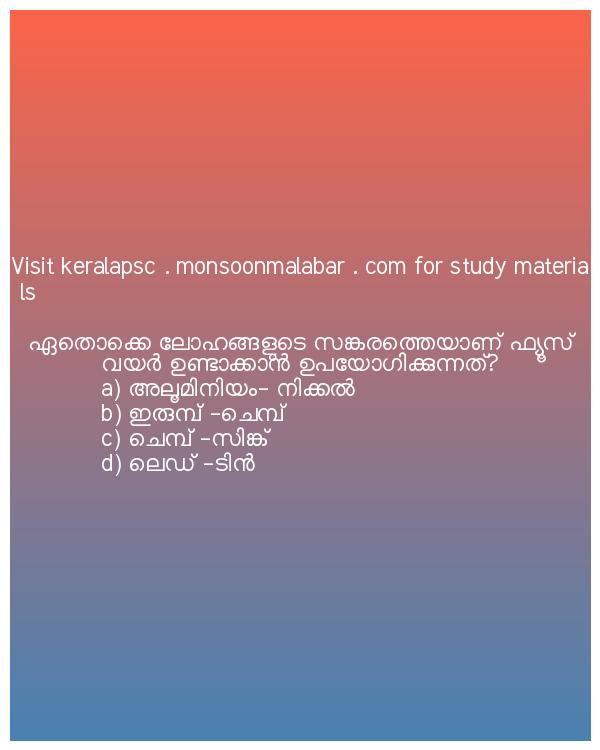 Visit keralapsc . monsoonmalabar . com for study materia
ls
ഏതൊക്കെ ലോഹങ്ങളുടെ സങ്കരത്തെയാണ് ഫ്യൂസ്
വയർ ഉണ്ടാക്കാൻ ഉപയോഗിക്കുന്നത്?
a) അലൂമിനിയം- നിക്കൽ
b) ഇരുമ്പ് -ചെമ്പ്
c) ചെമ്പ് -സിങ്ക്
d) ലെഡ് -ടിൻ